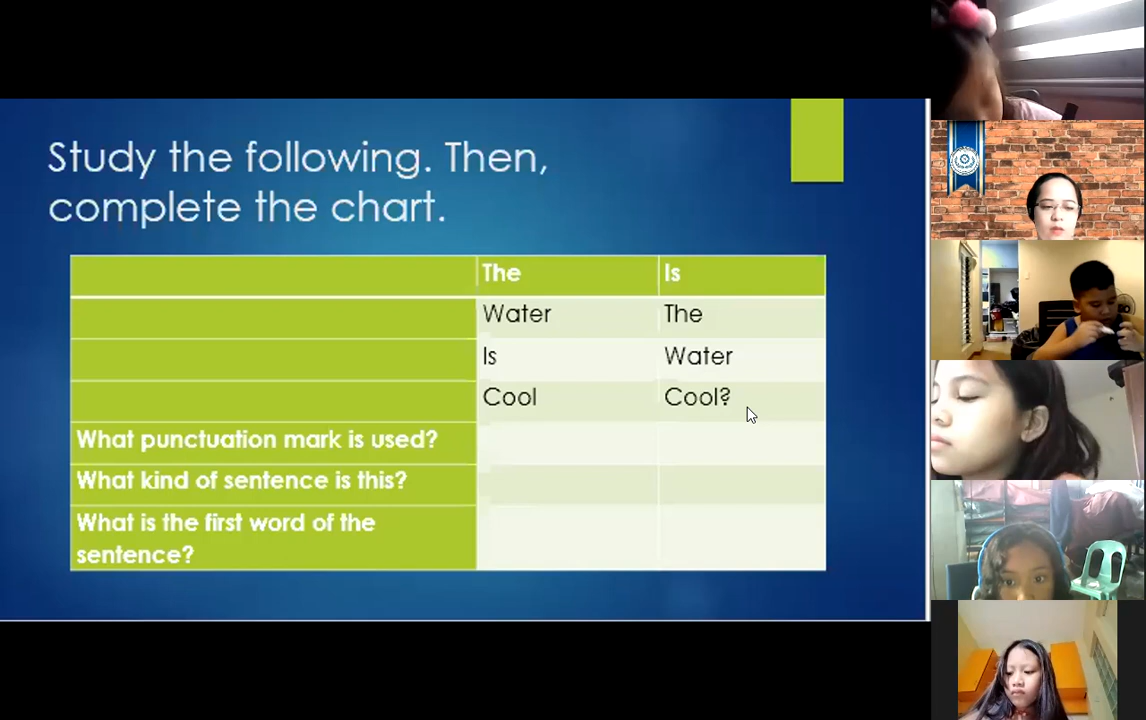 Study the following. Then,
complete the chart.
The Is
Water The
Is Water
Cool Cool?
What punctuation mark is used?
What kind of sentence is this?
What is the first word of the
sentence?